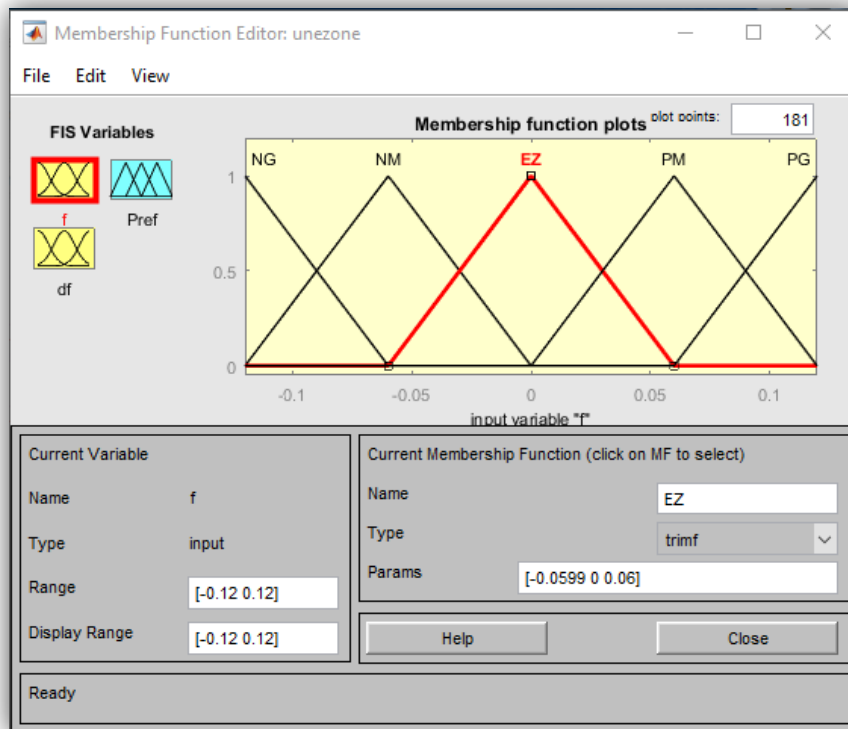 Membership Function Editor: unezone
File Edit View
FIS Variables
f
Pref
df
Membership function plots
plot points:
181
NG NM EZ PM PG
1
0.5
0
-0.1 -0.05 0 0.05 0.1
input variable "f"
Current Variable
Name f
Type input
Range [-0.12 0.12]
Display Range [-0.12 0.12]
Current Membership Function (click on MF to select)
Name EZ
Type trimf
Params [-0.0599 0 0.06]
Help Close
Ready